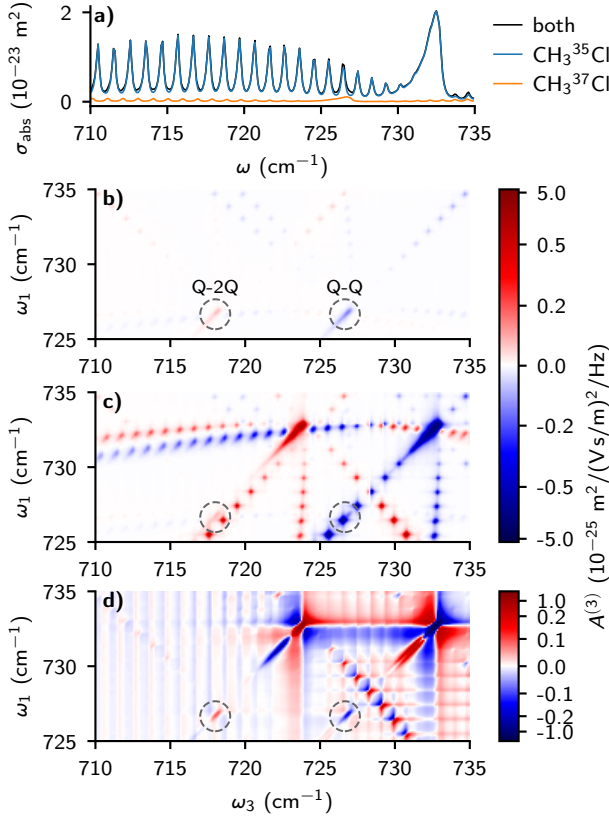 a)
σabs (10⁻²³ m²)
2
0
710 715 720 725 730 735
ω (cm⁻¹)
both
CH₃³⁵Cl
CH₃³⁷Cl
b)
ω₁ (cm⁻¹)
735
730
725
Q-2Q Q-Q
710 715 720 725 730 735
c)
ω₁ (cm⁻¹)
735
730
725
710 715 720 725 730 735
d)
ω₁ (cm⁻¹)
735
730
725
710 715 720 725 730 735
ω₃ (cm⁻¹)
5.0
0.5
0.2
0.0
-0.2
-0.5
-5.0
1.0
0.2
0.1
0.0
-0.1
-0.2
-1.0
A⁽³⁾ (10⁻²⁵ m²/(V s/m)²/Hz)